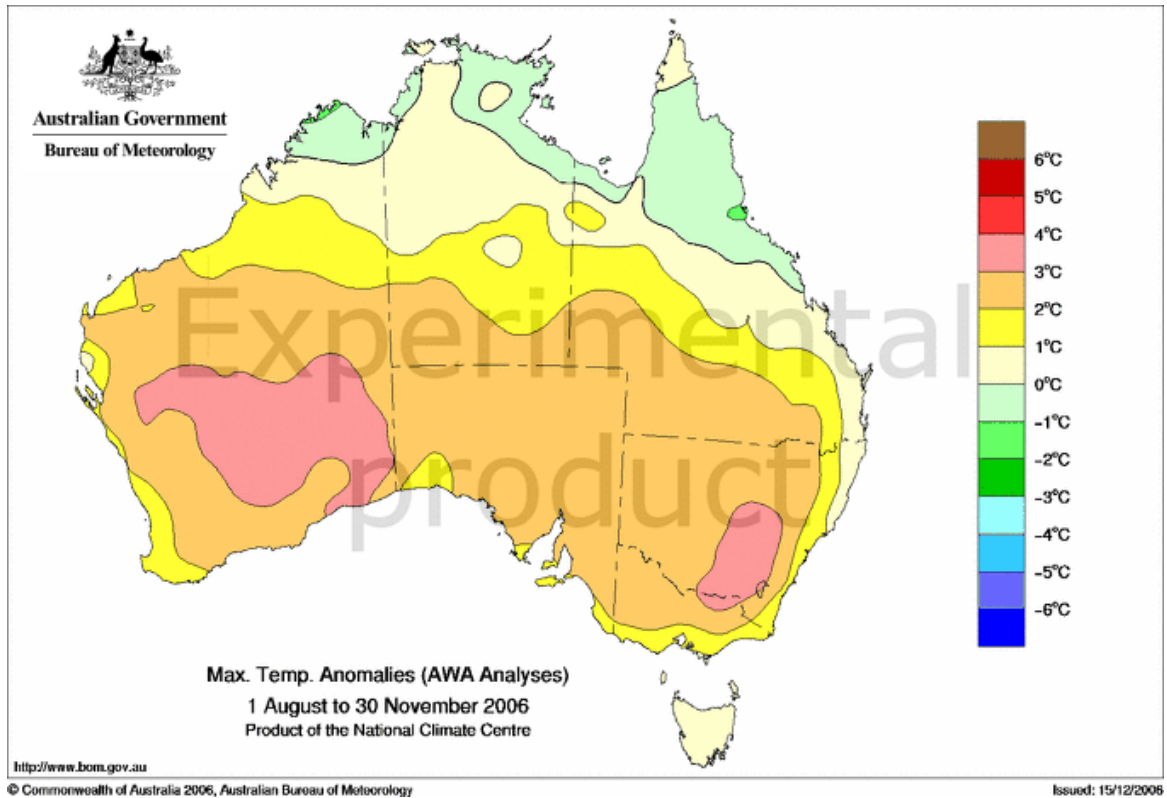 Australian Government
Bureau of Meteorology
6°C
5°C
4°C
3°C
2°C
1°C
0°C
-1°C
-2°C
-3°C
-4°C
-5°C
-6°C
Experimental
product
Max. Temp. Anomalies (AWA Analyses)
1 August to 30 November 2006
Product of the National Climate Centre
http://www.bom.gov.au
© Commonwealth of Australia 2006, Australian Bureau of Meteorology
Issued: 15/12/2006